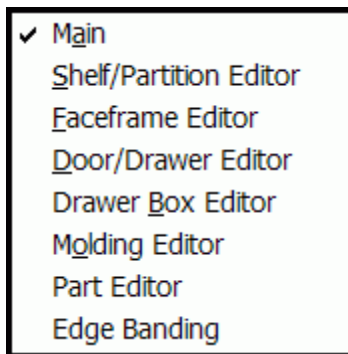 Main
Shelf/Partition Editor
Faceframe Editor
Door/Drawer Editor
Drawer Box Editor
Molding Editor
Part Editor
Edge Banding